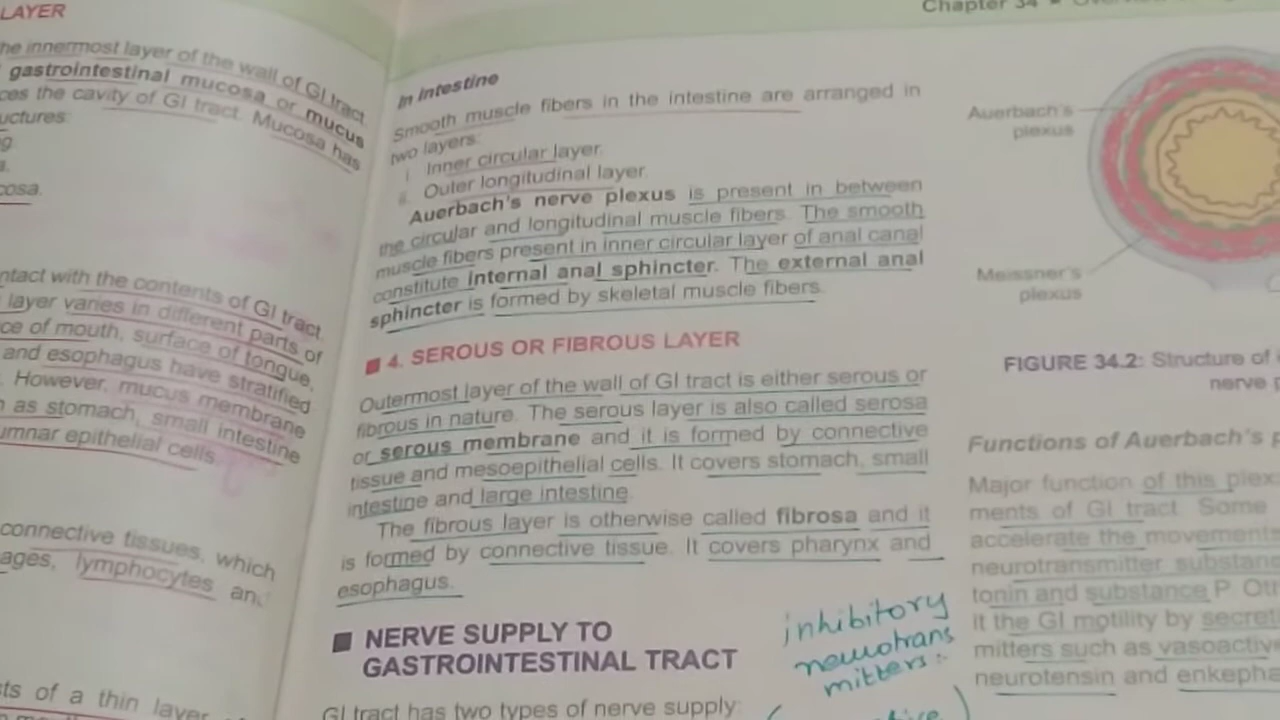 LAYER
he innermost layer of the wall of GI tract
gastrointestinal mucosa or mucus
ces the cavity of GI tract. Mucosa has
uctures:
cosa.
ntact with the contents of GI tract.
layer varies in different parts of
ce of mouth, surface of tongue,
and esophagus have stratified
However, mucus membrane
as stomach, small intestine
umnar epithelial cells.
connective tissues, which
ages, lymphocytes and
ts of a thin layer
In Intestine
Smooth muscle fibers in the intestine are arranged in
two layers:
i. Inner circular layer.
ii. Outer longitudinal layer.
Auerbach's nerve plexus is present in between
the circular and longitudinal muscle fibers. The smooth
muscle fibers present in inner circular layer of anal canal
constitute internal anal sphincter. The external anal
sphincter is formed by skeletal muscle fibers.
4. SEROUS OR FIBROUS LAYER
Outermost layer of the wall of GI tract is either serous or
fibrous in nature. The serous layer is also called serosa
or serous membrane and it is formed by connective
tissue and mesoepithelial cells. It covers stomach, small
intestine and large intestine.
The fibrous layer is otherwise called fibrosa and it
is formed by connective tissue. It covers pharynx and
esophagus.
NERVE SUPPLY TO
GASTROINTESTINAL TRACT
GI tract has two types of nerve supply:
inhibitory
neurotrans
mitters:
Chapter 34
Auerbach's
plexus
Meissner's
plexus
FIGURE 34.2: Structure of
nerve p
Functions of Auerbach's p
Major function of this plex
ments of GI tract. Some
accelerate the movements
neurotransmitter substanc
tonin and substance P. Oth
it the GI motility by secret
mitters such as vasoactiv
neurotensin and enkepha